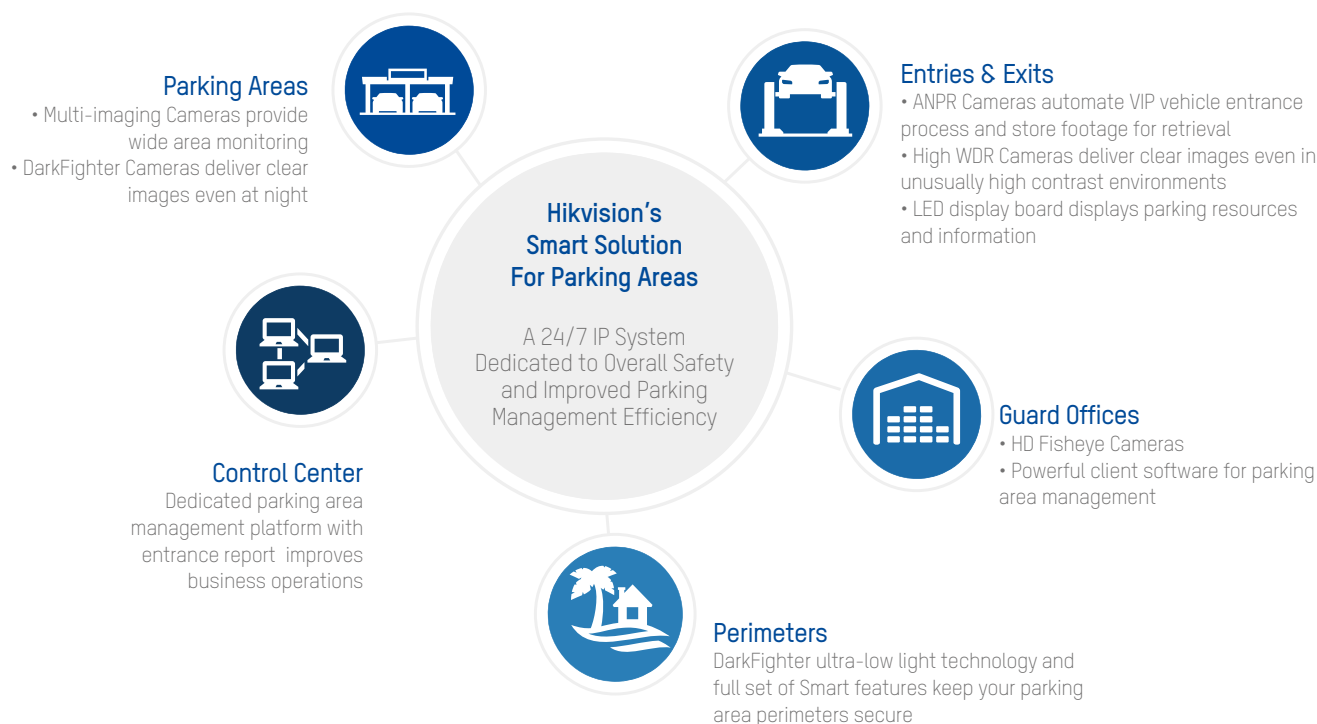 Parking Areas
• Multi-imaging Cameras provide
wide area monitoring
• DarkFighter Cameras deliver clear
images even at night
Entries & Exits
• ANPR Cameras automate VIP vehicle entrance
process and store footage for retrieval
• High WDR Cameras deliver clear images even in
unusually high contrast environments
• LED display board displays parking resources
and information
Hikvision's
Smart Solution
For Parking Areas
A 24/7 IP System
Dedicated to Overall Safety
and Improved Parking
Management Efficiency
Guard Offices
• HD Fisheye Cameras
• Powerful client software for parking
area management
Control Center
Dedicated parking area
management platform with
entrance report improves
business operations
Perimeters
DarkFighter ultra-low light technology and
full set of Smart features keep your parking
area perimeters secure